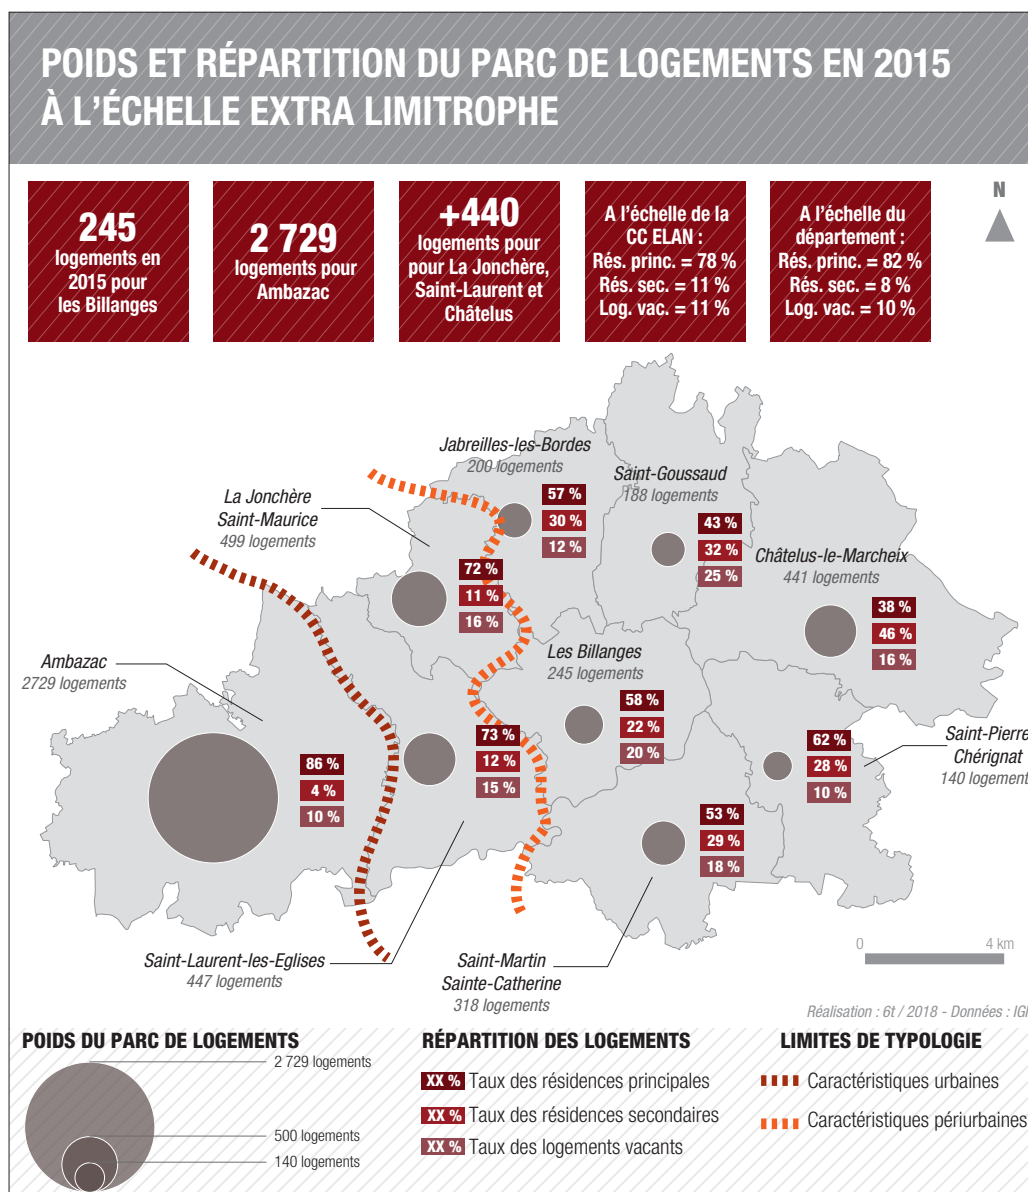 POIDS ET RÉPARTITION DU PARC DE LOGEMENTS EN 2015
À L'ÉCHELLE EXTRA LIMITROPHE
245
logements en
2015 pour
les Billanges
2 729
logements pour
Ambazac
+440
logements pour
pour La Jonchère,
Saint-Laurent et
Châtelus
A l'échelle de la
CC ELAN :
Rés. princ. = 78 %
Rés. sec. = 11 %
Log. vac. = 11 %
A l'échelle du
département :
Rés. princ. = 82 %
Rés. sec. = 8 %
Log. vac. = 10 %
N
Jabreilles-les-Bordes
200 logements
57 %
30 %
12 %
Saint-Goussaud
188 logements
43 %
32 %
25 %
La Jonchère
Saint-Maurice
499 logements
72 %
11 %
16 %
Châtelus-le-Marcheix
441 logements
38 %
46 %
16 %
Ambazac
2729 logements
86 %
4 %
10 %
Les Billanges
245 logements
58 %
22 %
20 %
73 %
12 %
15 %
Saint-Pierre
Chérignat
140 logement
62 %
28 %
10 %
53 %
29 %
18 %
Saint-Laurent-les-Eglises
447 logements
Saint-Martin
Sainte-Catherine
318 logements
0 4 km
Réalisation : 6t / 2018 - Données : IGN
POIDS DU PARC DE LOGEMENTS
2 729 logements
500 logements
140 logements
RÉPARTITION DES LOGEMENTS
XX % Taux des résidences principales
XX % Taux des résidences secondaires
XX % Taux des logements vacants
LIMITES DE TYPOLOGIE
Caractéristiques urbaines
Caractéristiques périurbaines